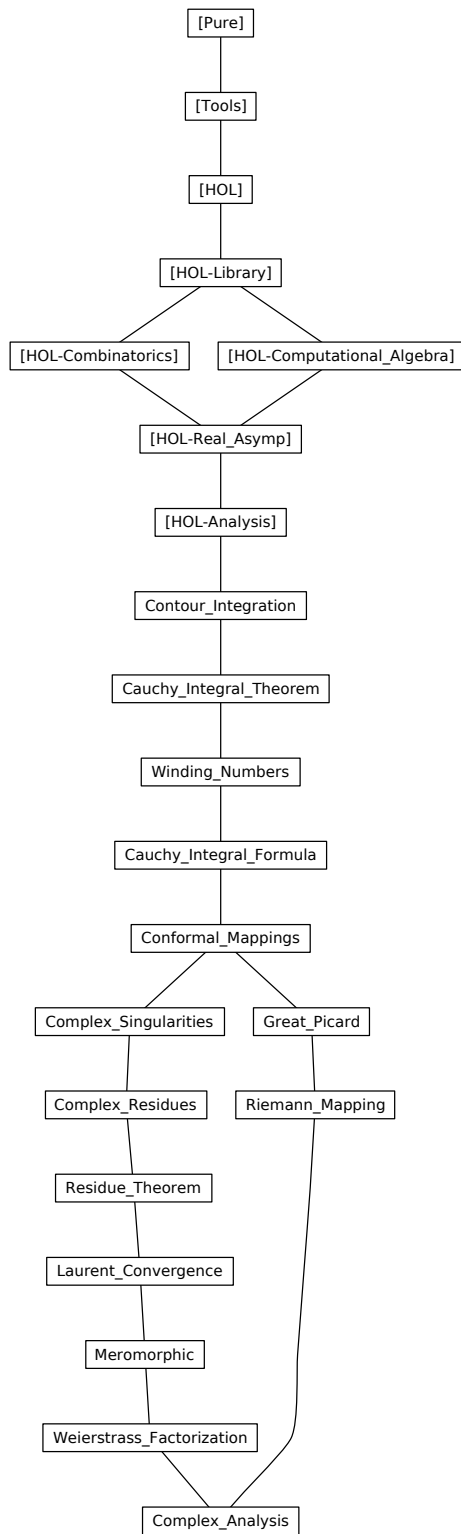 [Pure]
[Tools]
[HOL]
[HOL-Library]
[HOL-Combinatorics]
[HOL-Computational_Algebra]
[HOL-Real_Asymp]
[HOL-Analysis]
Contour_Integration
Cauchy_Integral_Theorem
Winding_Numbers
Cauchy_Integral_Formula
Conformal_Mappings
Complex_Singularities
Great_Picard
Complex_Residues
Riemann_Mapping
Residue_Theorem
Laurent_Convergence
Meromorphic
Weierstrass_Factorization
Complex_Analysis